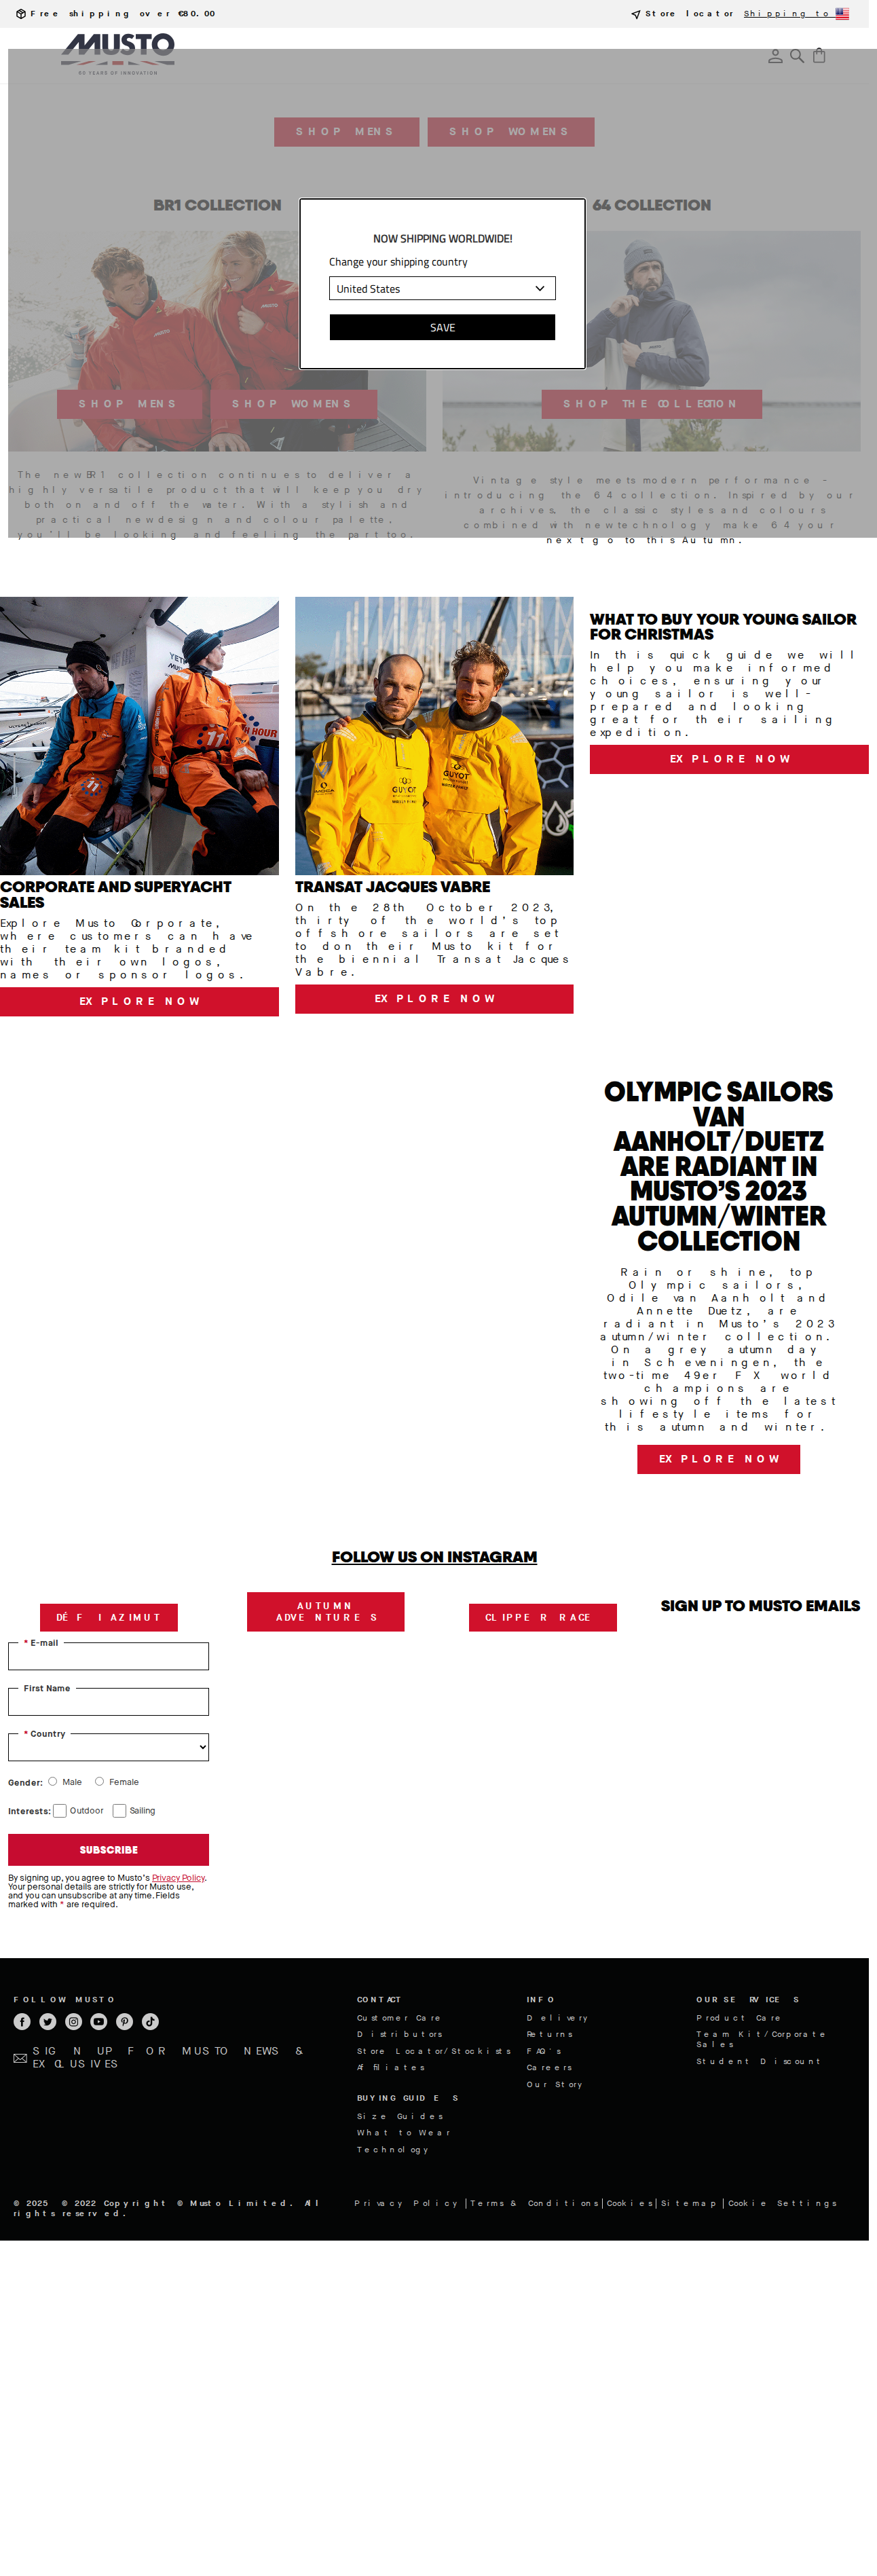 Free shipping over €80.00
Store locator Shipping to
MUSTO
60 YEARS OF INNOVATION
SHOP MENS
SHOP WOMENS
BR1 COLLECTION
64 COLLECTION
NOW SHIPPING WORLDWIDE!
Change your shipping country
United States
SAVE
SHOP MENS
SHOP WOMENS
SHOP THE COLLECTION
The new BR1 collection continues to deliver a
highly versatile product that will keep you dry
both on and off the water. With a stylish and
practical new design and colour palette,
you'll be looking and feeling the part too.
Vintage style meets modern performance -
introducing the 64 collection. Inspired by our
archives, the classic styles and colours
combined with new technology make 64 your
next go to this Autumn.
CORPORATE AND SUPERYACHT
SALES
Explore Musto Corporate,
where customers can have
their team kit branded
with their own logos,
names or sponsor logos.
EXPLORE NOW
GUYOT
GUYOT
TRANSAT JACQUES VABRE
On the 28th October 2023,
thirty of the world's top
offshore sailors are set
to don their Musto kit for
the biennial Transat Jacques
Vabre.
EXPLORE NOW
WHAT TO BUY YOUR YOUNG SAILOR
FOR CHRISTMAS
In this quick guide we will
help you make informed
choices, ensuring your
young sailor is well-
prepared and looking
great for their sailing
expedition.
EXPLORE NOW
OLYMPIC SAILORS
VAN
AANHOLT/DUETZ
ARE RADIANT IN
MUSTO’S 2023
AUTUMN/WINTER
COLLECTION
Rain or shine, top
Olympic sailors,
Odile van Aanholt and
Annette Duetz, are
radiant in Musto’s 2023
autumn/winter collection.
On a grey autumn day
in Scheveningen, the
two-time 49er FX world
champions are
showing off the latest
lifestyle items for
this autumn and winter.
EXPLORE NOW
FOLLOW US ON INSTAGRAM
DÉFI AZIMUT
AUTUMN
ADVENTURES
CLIPPER RACE
SIGN UP TO MUSTO EMAILS
* E-mail
First Name
* Country
Gender: Male Female
Interests: Outdoor Sailing
SUBSCRIBE
By signing up, you agree to Musto's Privacy Policy.
Your personal details are strictly for Musto use,
and you can unsubscribe at any time. Fields
marked with * are required.
FOLLOW MUSTO
SIGN UP FOR MUSTO NEWS &
EXCLUSIVES
CONTACT
Customer Care
Distributors
Store Locator/Stockists
Affiliates
BUYING GUIDES
Size Guides
What to Wear
Technology
INFO
Delivery
Returns
FAQ's
Careers
Our Story
OUR SERVICES
Product Care
Team Kit/Corporate
Sales
Student Discount
© 2025 © 2022 Copyright © Musto Limited. All
rights reserved.
Privacy Policy Terms & Conditions Cookies Sitemap Cookie Settings